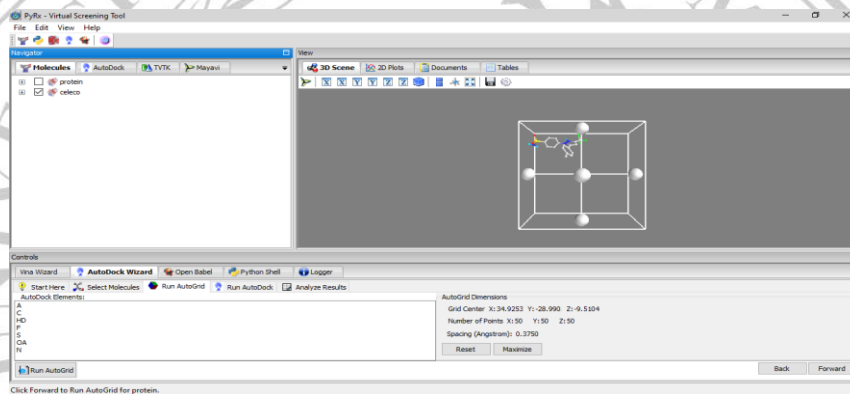 PyRx - Virtual Screening Tool
File Edit View Help
Navigator
View
Molecules AutoDock TVTK Mayavi
3D Scene 2D Plots Documents Tables
protein
celeco
X X Y Y Z Z
Controls
Vina Wizard AutoDock Wizard Open Babel Python Shell Logger
Start Here Select Molecules Run AutoGrid Run AutoDock Analyze Results
AutoDock Elements:
A
C
HD
F
S
OA
N
AutoGrid Dimensions
Grid Center X:34.9253 Y:-28.990 Z:-9.5104
Number of Points X:50 Y:50 Z:50
Spacing (Angstrom): 0.3750
Reset Maximize
Run AutoGrid
Back Forward
Click Forward to Run AutoGrid for protein.